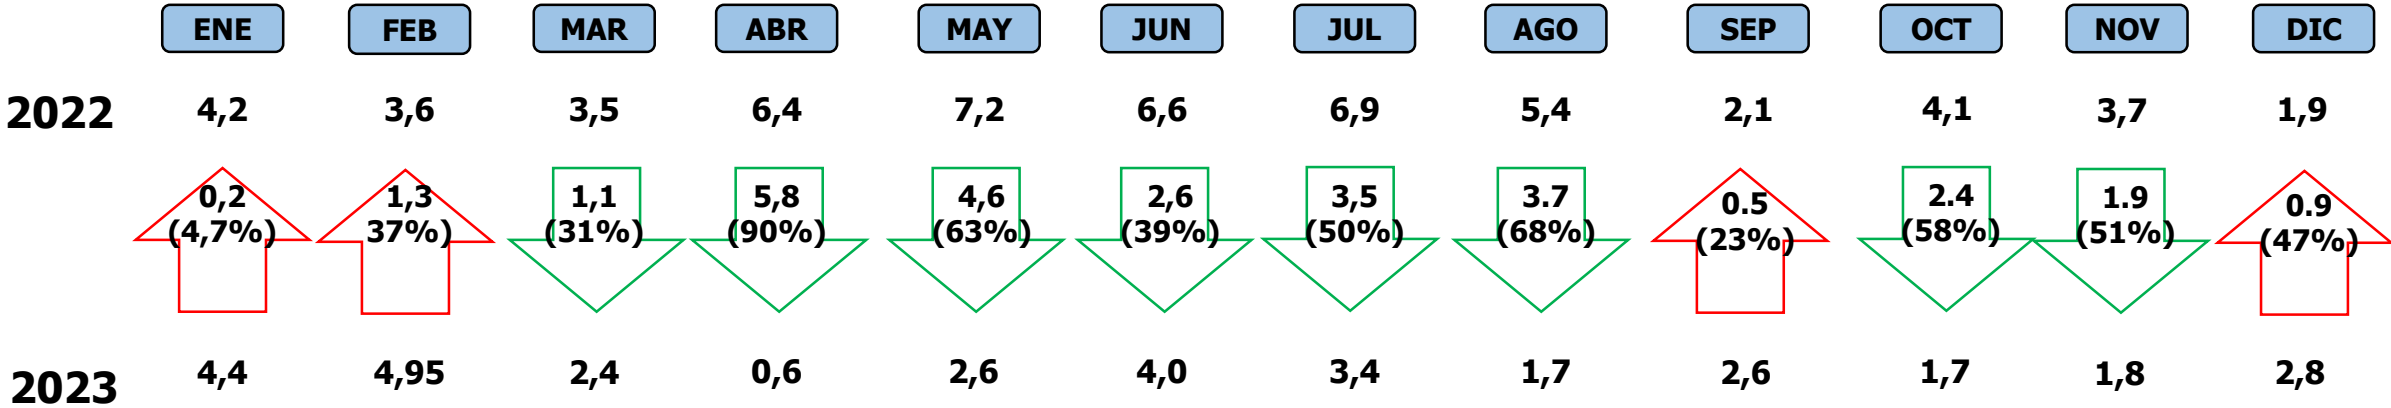 ENE FEB MAR ABR MAY JUN JUL AGO SEP OCT NOV DIC
2022 4,2 3,6 3,5 6,4 7,2 6,6 6,9 5,4 2,1 4,1 3,7 1,9
0,2 1,3 1,1 5,8 4,6 2,6 3,5 3.7 0.5 2.4 1.9 0.9
(4,7%) 37%) (31%) (90%) (63%) (39%) (50%) (68%) (23%) (58%) (51%) (47%)
2023 4,4 4,95 2,4 0,6 2,6 4,0 3,4 1,7 2,6 1,7 1,8 2,8